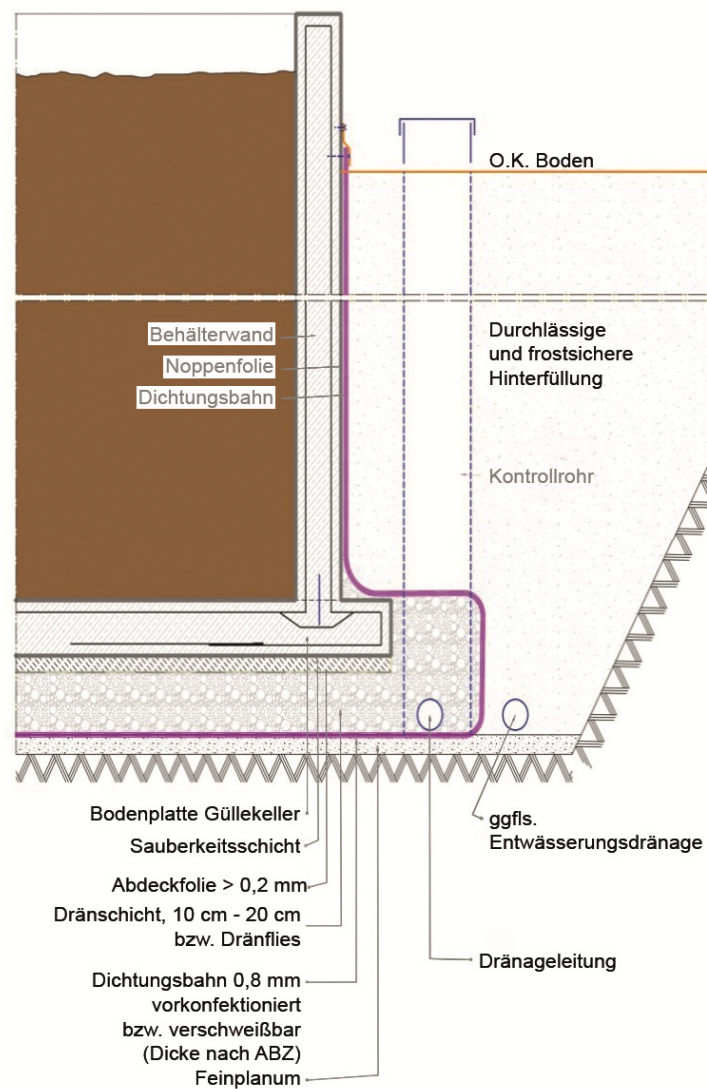 O.K. Boden
Behälterwand
Noppenfolie
Dichtungsbahn
Durchlässige
und frostsichere
Hinterfüllung
Kontrollrohr
Bodenplatte Güllekeller
Sauberkeitsschicht
Abdeckfolie > 0,2 mm
Dränschicht, 10 cm - 20 cm
bzw. Dränflies
Dichtungsbahn 0,8 mm
vorkonfektioniert
bzw. verschweißbar
(Dicke nach ABZ)
Feinplanum
ggfls.
Entwässerungsdränage
Dränageleitung